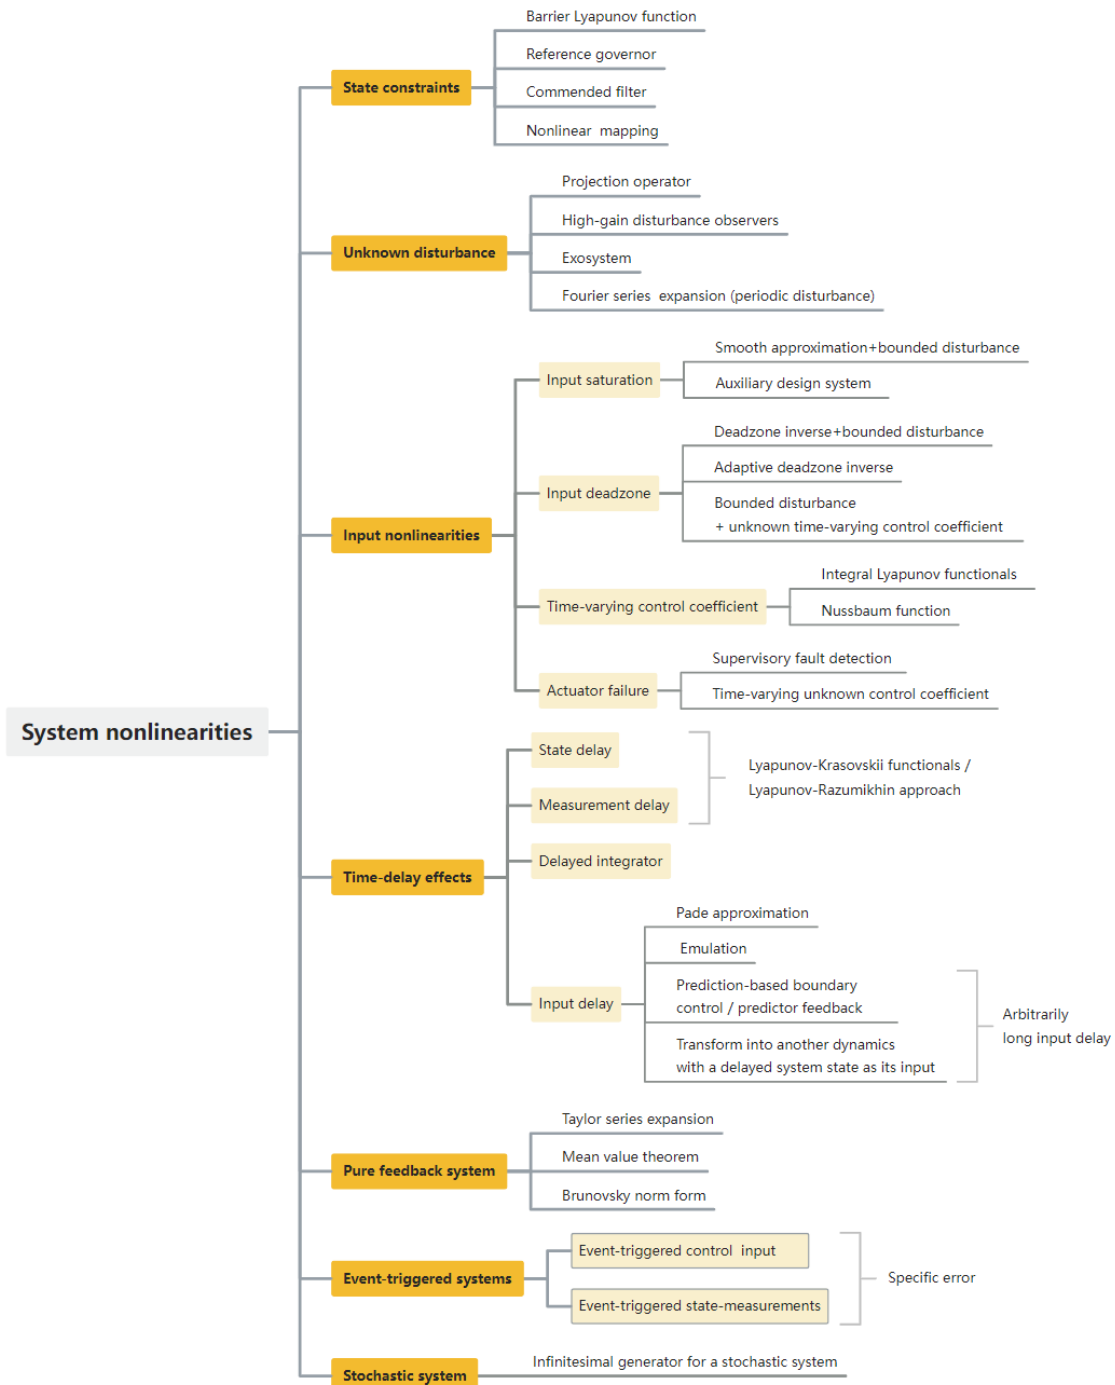 System nonlinearities
State constraints
Barrier Lyapunov function
Reference governor
Commended filter
Nonlinear mapping
Unknown disturbance
Projection operator
High-gain disturbance observers
Exosystem
Fourier series expansion (periodic disturbance)
Input nonlinearities
Input saturation
Smooth approximation+bounded disturbance
Auxiliary design system
Input deadzone
Deadzone inverse+bounded disturbance
Adaptive deadzone inverse
Bounded disturbance
+ unknown time-varying control coefficient
Time-varying control coefficient
Integral Lyapunov functionals
Nussbaum function
Actuator failure
Supervisory fault detection
Time-varying unknown control coefficient
Time-delay effects
State delay
Measurement delay
Lyapunov-Krasovskii functionals /
Lyapunov-Razumikhin approach
Delayed integrator
Input delay
Pade approximation
Emulation
Prediction-based boundary
control / predictor feedback
Transform into another dynamics
with a delayed system state as its input
Arbitrarily
long input delay
Pure feedback system
Taylor series expansion
Mean value theorem
Brunovsky norm form
Event-triggered systems
Event-triggered control input
Event-triggered state-measurements
Specific error
Stochastic system
Infinitesimal generator for a stochastic system